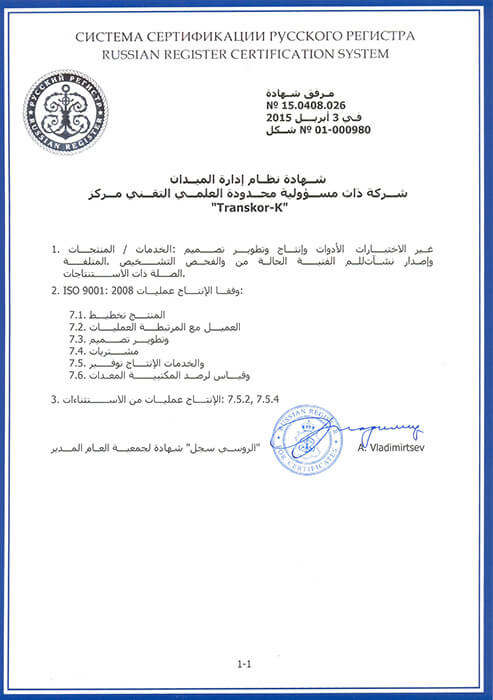 СИСТЕМА СЕРТИФИКАЦИИ РУССКОГО РЕГИСТРА
RUSSIAN REGISTER CERTIFICATION SYSTEM
РУССКИЙ РЕГИСТР
RUSSIAN REGISTER
مرفق شهادة
№ 15.0408.026
في 3 أبريل 2015
№ 01-000980 شكل
شهادة نظام إدارة الميدان
شركة ذات مسؤولية محدودة العلمي التقني مركز
"Transkor-K"
1. غير الاختبارات الأدوات وإنتاج وتطوير تصميم :الخدمات / المنتجات
وإصدار نشآت للم الفنية الحالة من والفحص التشخيص ,المتلفة
الصلة ذات الاستنتاجات.
2. ISO 9001: 2008 وفقا الإنتاج عمليات:
7.1. المنتج تخطيط
7.2. العميل مع المرتبطة العمليات
7.3. وتطوير تصميم
7.4. مشتريات
7.5. والخدمات الإنتاج توفير
7.6. وقياس لرصد المكتبية المعدات
3. الإنتاج عمليات من الاستثناءات: 7.5.2, 7.5.4
RUSSIAN REGISTER
FOR CERTIFICATES
"الروسي سجل" شهادة لجمعية العام المدير
A. Vladimirtsev
1-1